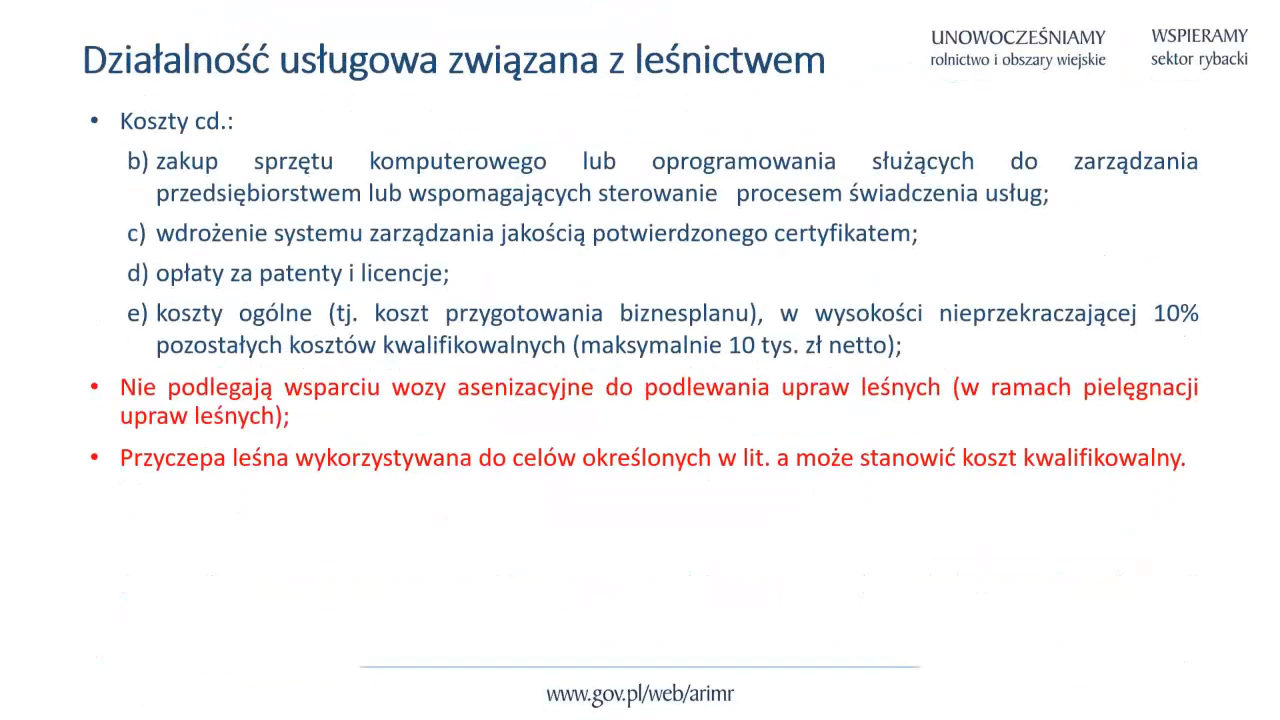 Działalność usługowa związana z leśnictwem
UNOWOCZEŚNIAMY
rolnictwo i obszary wiejskie
WSPIERAMY
sektor rybacki
• Koszty cd.:
b) zakup sprzętu komputerowego lub oprogramowania służących do zarządzania
przedsiębiorstwem lub wspomagających sterowanie procesem świadczenia usług;
c) wdrożenie systemu zarządzania jakością potwierdzonego certyfikatem;
d) opłaty za patenty i licencje;
e) koszty ogólne (tj. koszt przygotowania biznesplanu), w wysokości nieprzekraczającej 10%
pozostałych kosztów kwalifikowalnych (maksymalnie 10 tys. zł netto);
• Nie podlegają wsparciu wozy asenizacyjne do podlewania upraw leśnych (w ramach pielęgnacji
upraw leśnych);
• Przyczepa leśna wykorzystywana do celów określonych w lit. a może stanowić koszt kwalifikowalny.
www.gov.pl/web/arimr